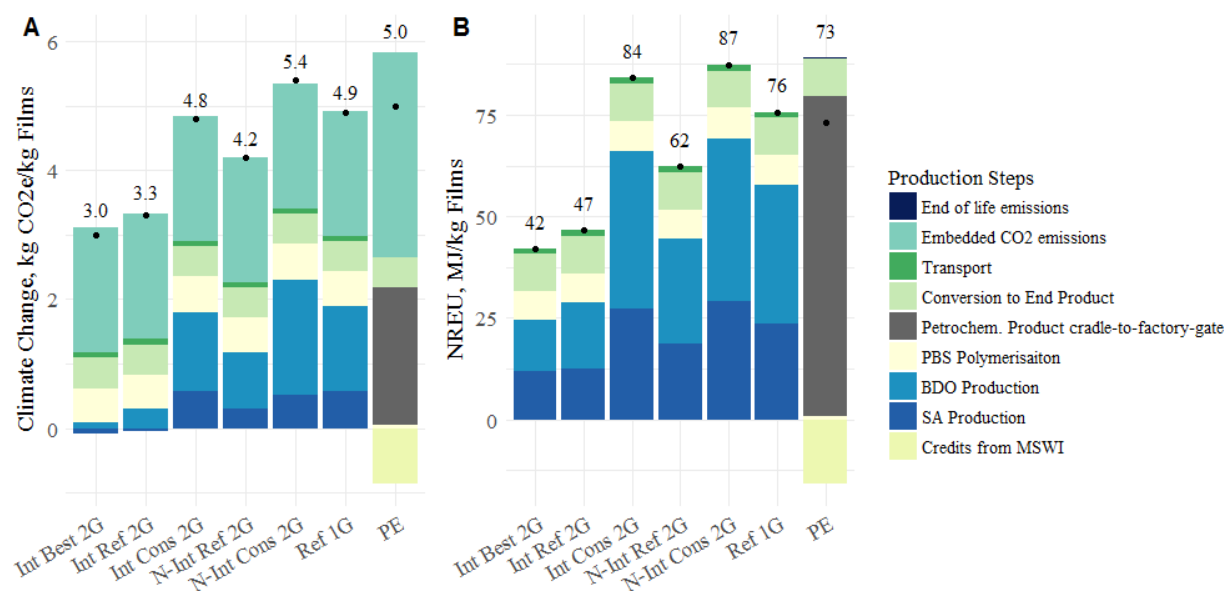 A
Climate Change, kg CO2e/kg Films
6
4
2
0
3.0
3.3
4.8
4.2
5.4
4.9
5.0
Int Best 2G
Int Ref 2G
Int Cons 2G
N-Int Ref 2G
N-Int Cons 2G
Ref 1G
PE
B
NREU, MJ/kg Films
75
50
25
0
42
47
84
62
87
76
73
Int Best 2G
Int Ref 2G
Int Cons 2G
N-Int Ref 2G
N-Int Cons 2G
Ref 1G
PE
Production Steps
End of life emissions
Embedded CO2 emissions
Transport
Conversion to End Product
Petrochem. Product cradle-to-factory-gate
PBS Polymerisaiton
BDO Production
SA Production
Credits from MSWI